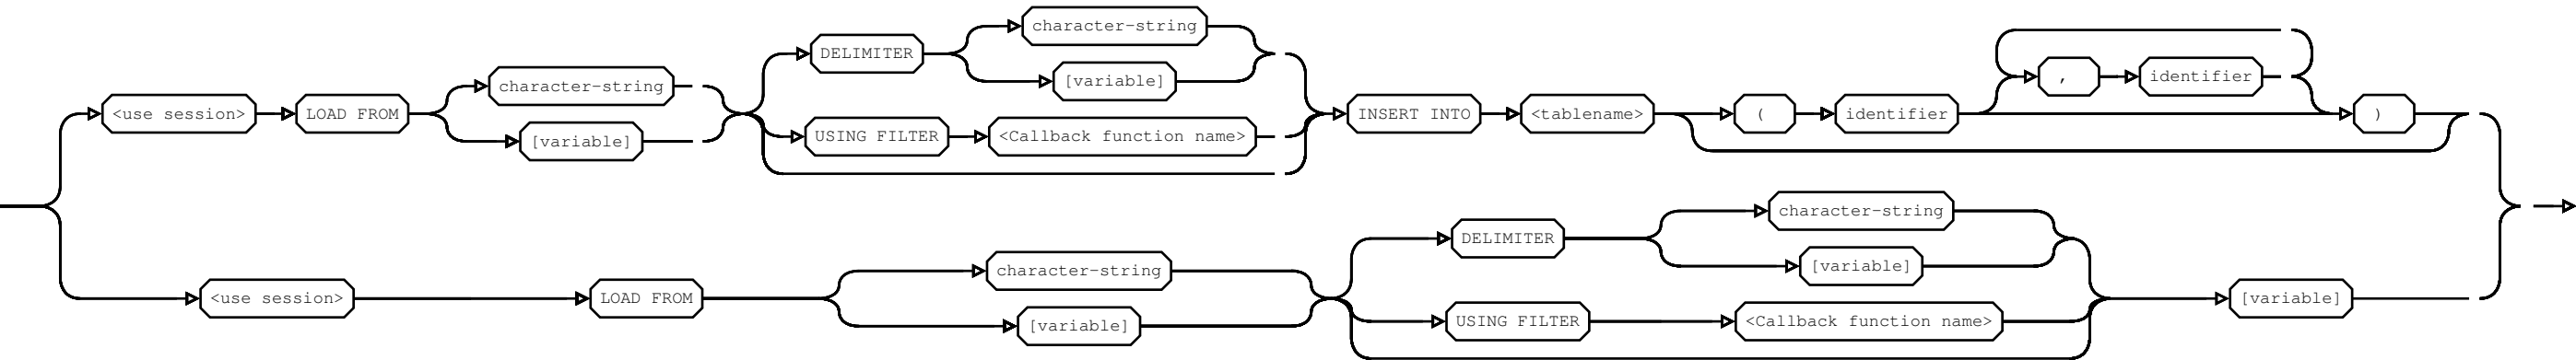 character-string
DELIMITER
[variable]
character-string
<use session> LOAD FROM
[variable]
USING FILTER <Callback function name>
INSERT INTO <tablename> ( identifier
, identifier
)
character-string
DELIMITER
[variable]
character-string
<use session> LOAD FROM
[variable]
USING FILTER <Callback function name>
[variable]